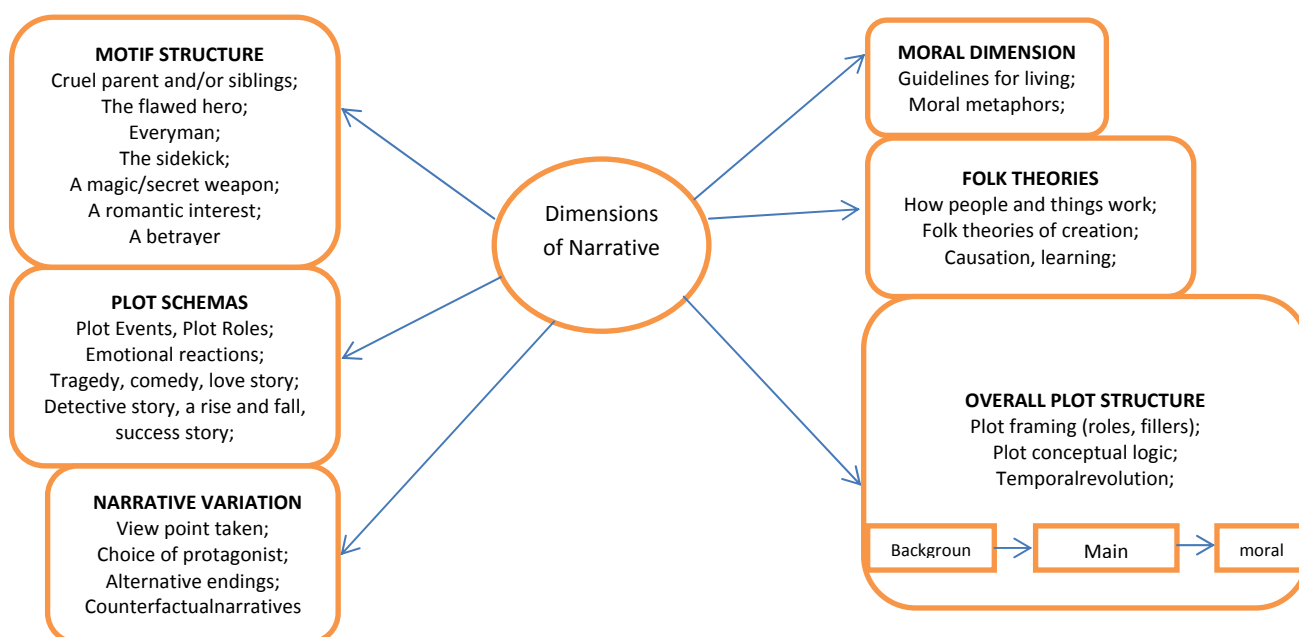 MOTIF STRUCTURE
Cruel parent and/or siblings;
The flawed hero;
Everyman;
The sidekick;
A magic/secret weapon;
A romantic interest;
A betrayer
PLOT SCHEMAS
Plot Events, Plot Roles;
Emotional reactions;
Tragedy, comedy, love story;
Detective story, a rise and fall,
success story;
NARRATIVE VARIATION
View point taken;
Choice of protagonist;
Alternative endings;
Counterfactualnarratives
Dimensions
of Narrative
MORAL DIMENSION
Guidelines for living;
Moral metaphors;
FOLK THEORIES
How people and things work;
Folk theories of creation;
Causation, learning;
OVERALL PLOT STRUCTURE
Plot framing (roles, fillers);
Plot conceptual logic;
Temporalrevolution;
Backgroun
Main
moral